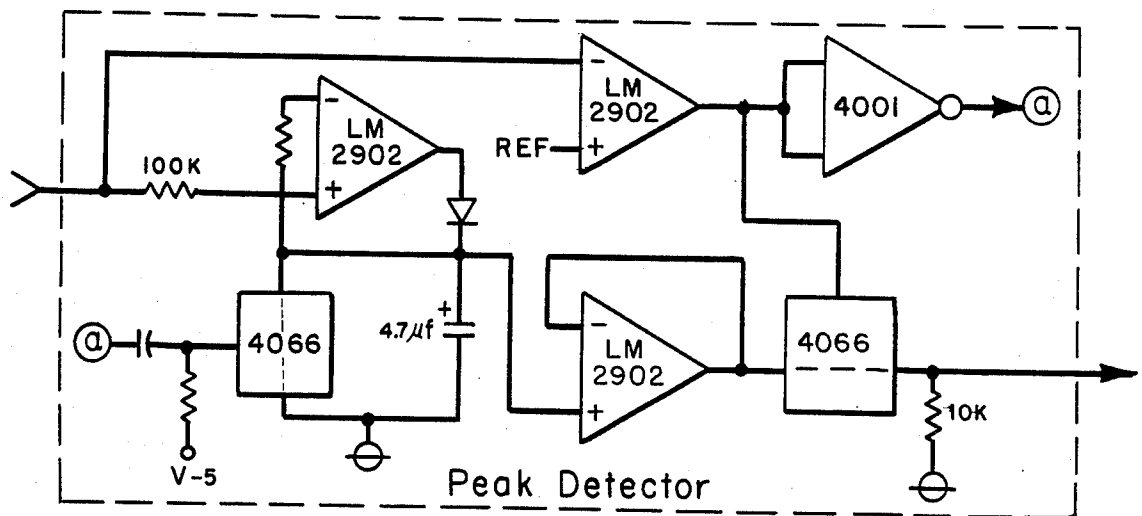 LM
2902
4001
a
LM
2902
REF
100K
4066
4.7µf
a
LM
2902
4066
10K
V-5
Peak Detector